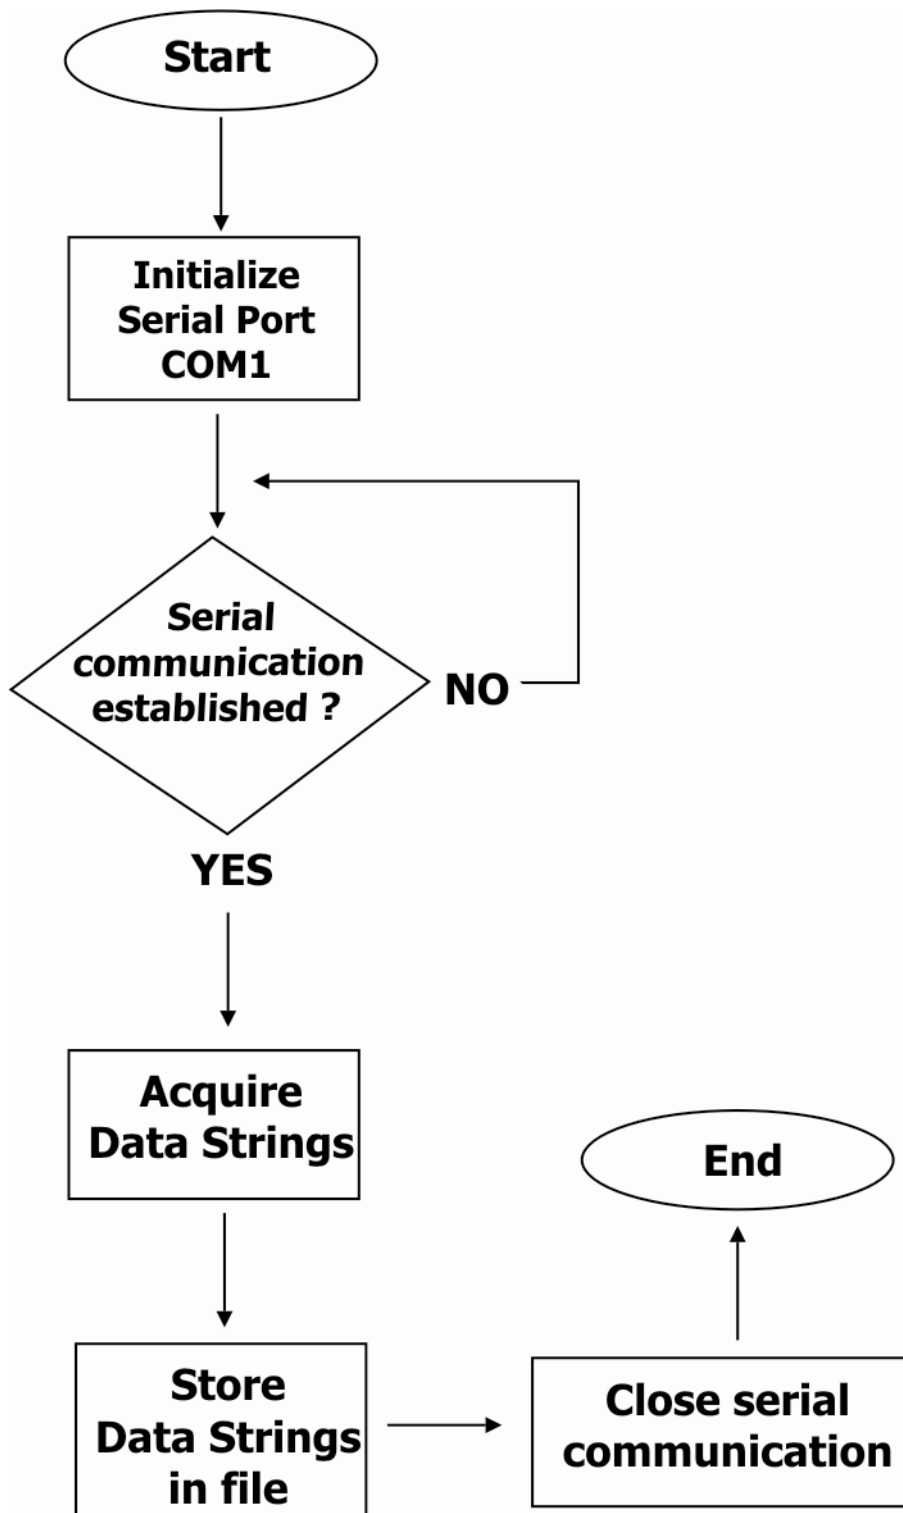 Start
Initialize
Serial Port
COM1
Serial
communication
established ?
NO
YES
Acquire
Data Strings
Store
Data Strings
in file
Close serial
communication
End